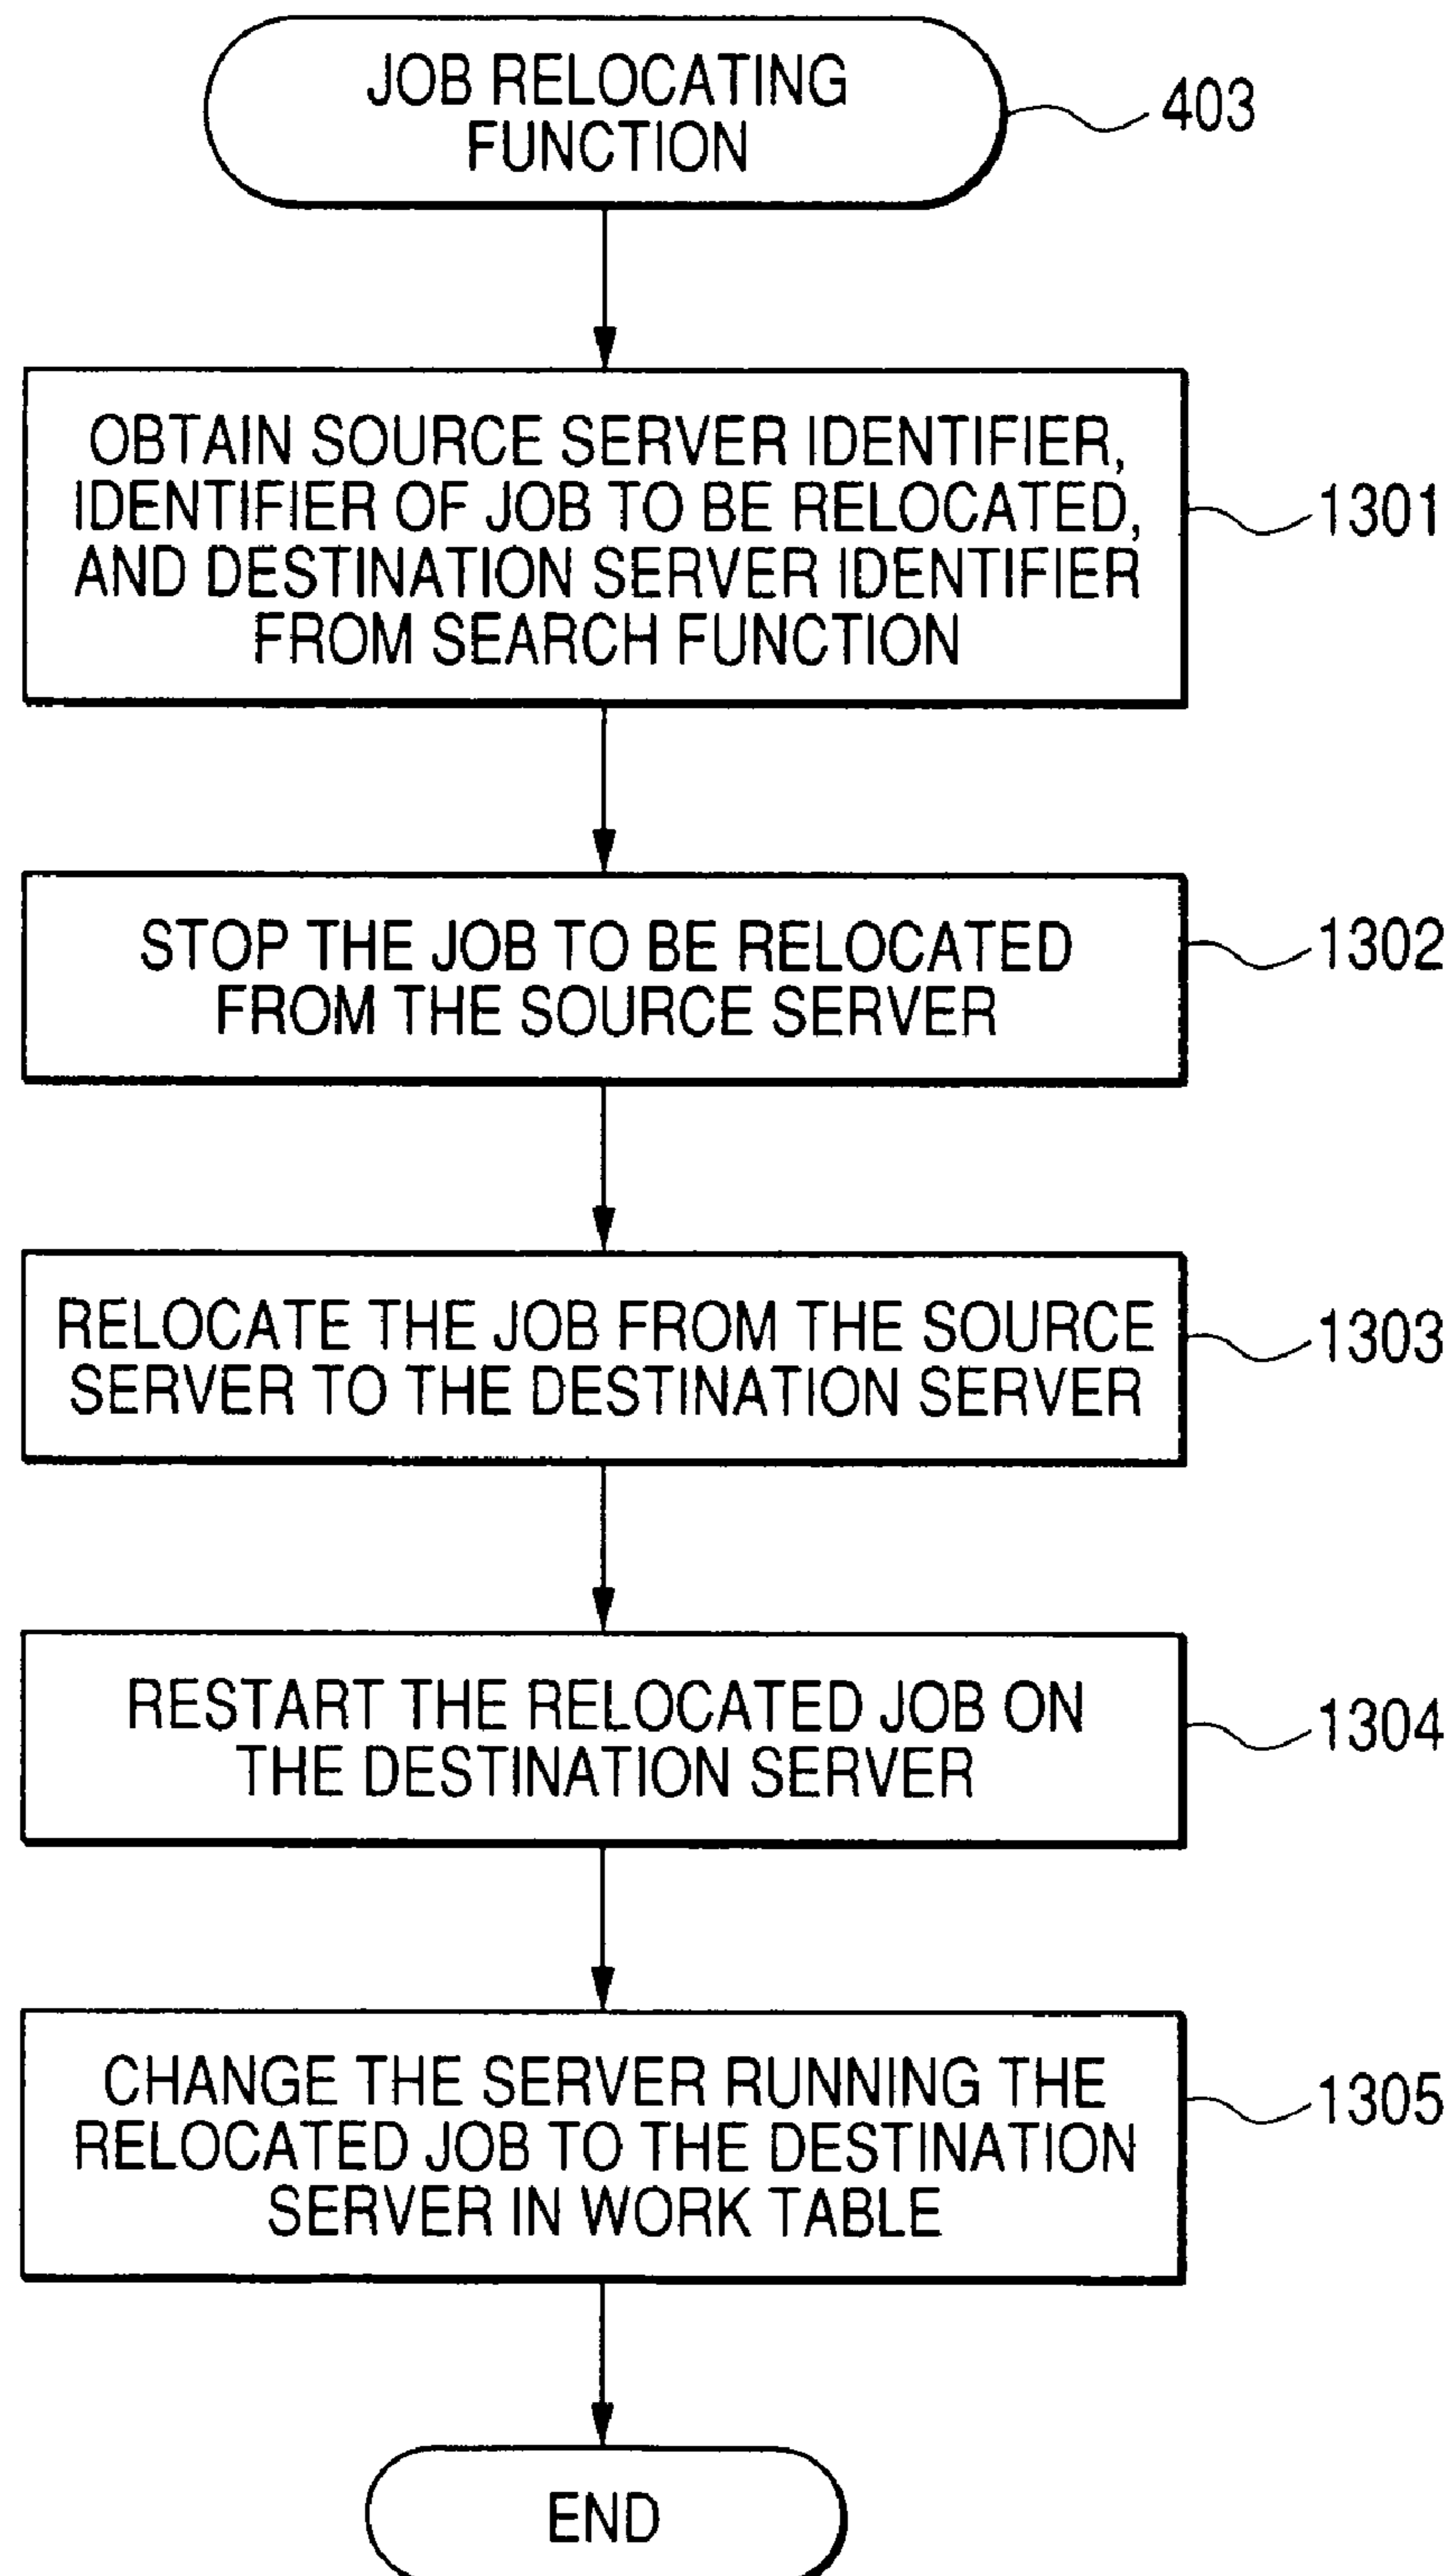 JOB RELOCATING
FUNCTION
403
OBTAIN SOURCE SERVER IDENTIFIER,
IDENTIFIER OF JOB TO BE RELOCATED,
AND DESTINATION SERVER IDENTIFIER
FROM SEARCH FUNCTION
1301
STOP THE JOB TO BE RELOCATED
FROM THE SOURCE SERVER
1302
RELOCATE THE JOB FROM THE SOURCE
SERVER TO THE DESTINATION SERVER
1303
RESTART THE RELOCATED JOB ON
THE DESTINATION SERVER
1304
CHANGE THE SERVER RUNNING THE
RELOCATED JOB TO THE DESTINATION
SERVER IN WORK TABLE
1305
END